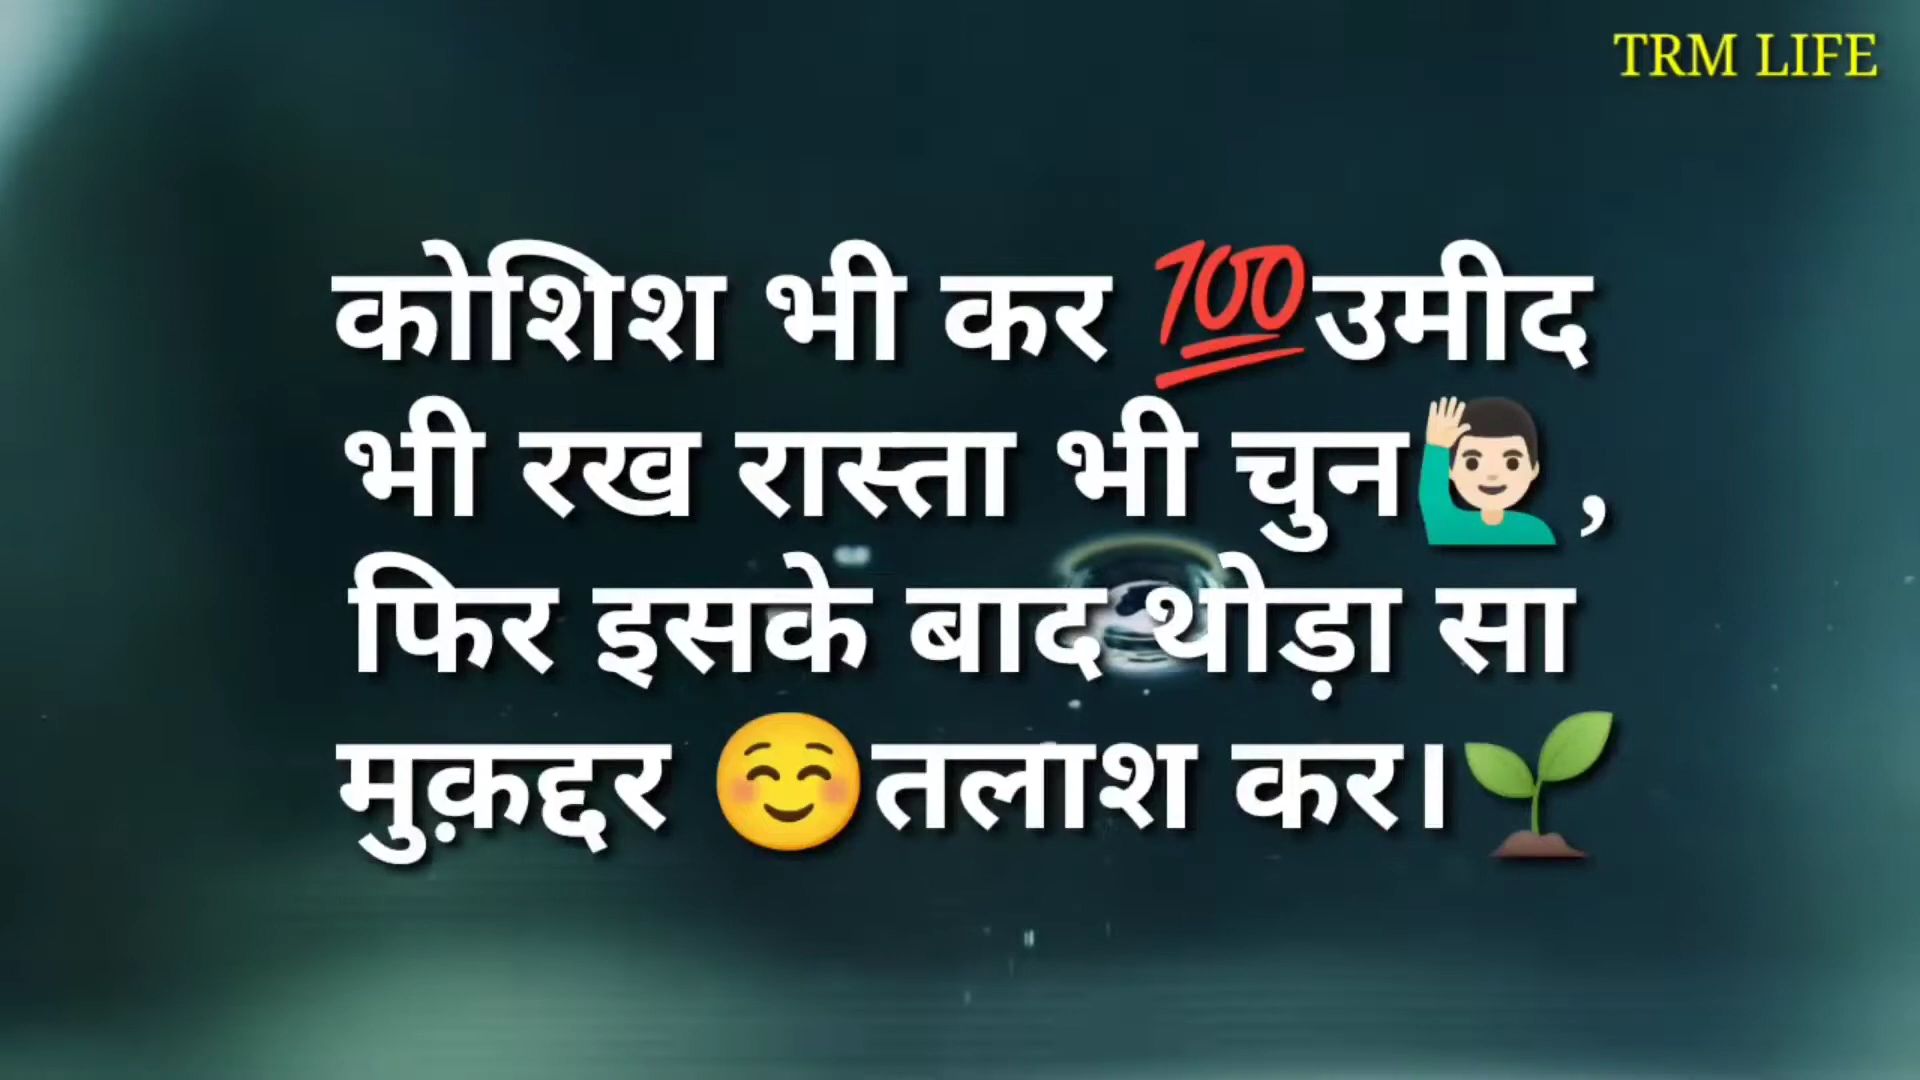 TRM LIFE
कोशिश भी कर 💯उमीद
भी रख रास्ता भी चुन🙋🏻‍♂️,
फिर इसके बाद थोड़ा सा
मुक़द्दर ☺️तलाश कर।🌱